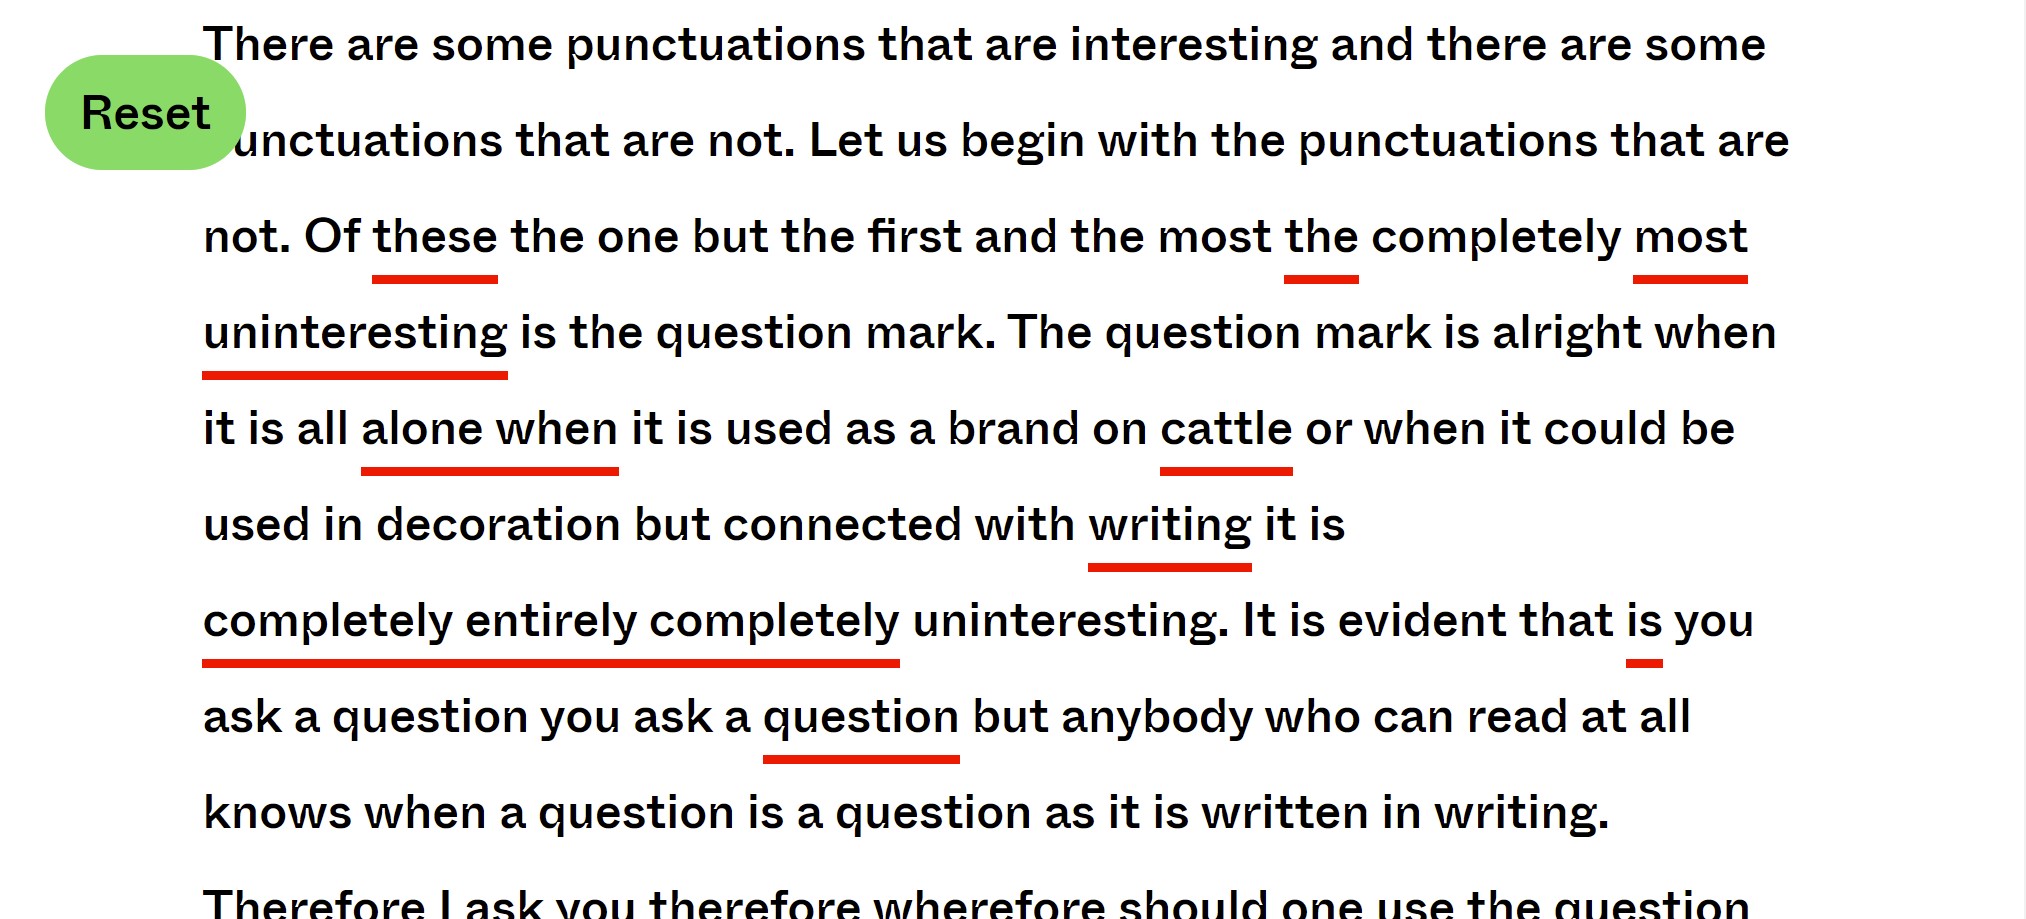 There are some punctuations that are interesting and there are some
Reset
unctuations that are not. Let us begin with the punctuations that are
not. Of these the one but the first and the most the completely most
uninteresting is the question mark. The question mark is alright when
it is all alone when it is used as a brand on cattle or when it could be
used in decoration but connected with writing it is
completely entirely completely uninteresting. It is evident that is you
ask a question you ask a question but anybody who can read at all
knows when a question is a question as it is written in writing.
Therefore I ask you therefore wherefore should one use the question